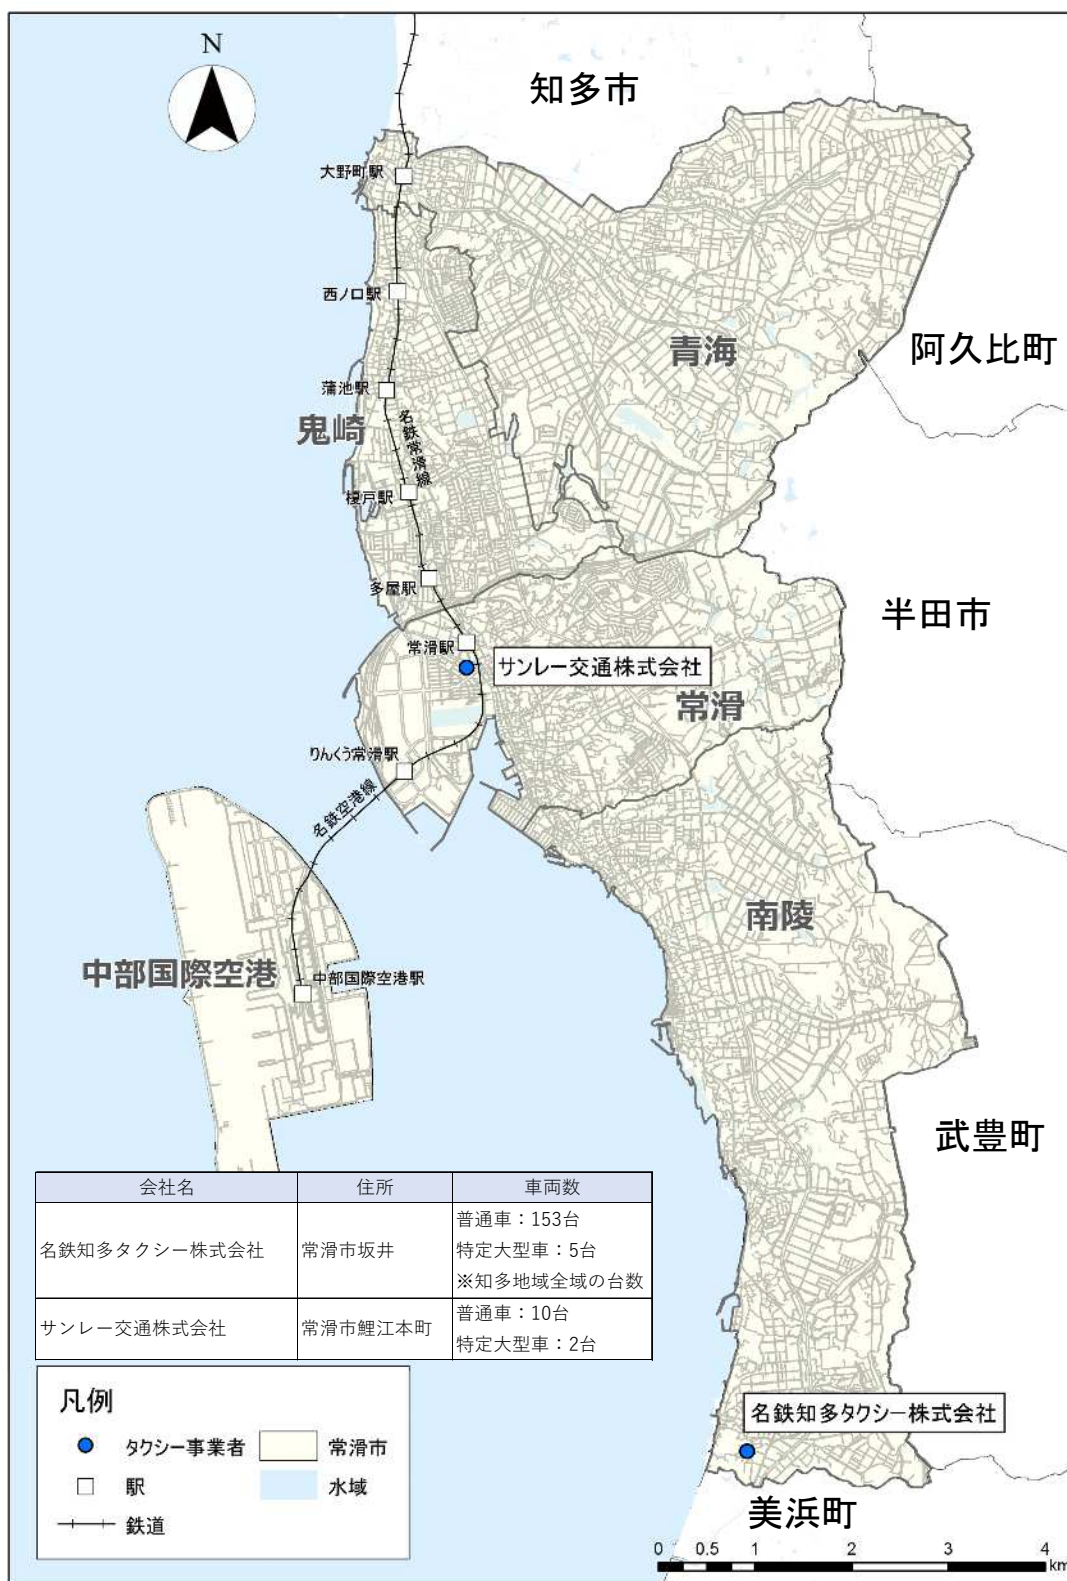 N
知多市
大野町駅
西ノ口駅
青海
阿久比町
蒲池駅
鬼崎
名鉄常滑線
榎戸駅
多屋駅
半田市
常滑駅
サンレー交通株式会社
常滑
りんくう常滑駅
名鉄空港線
南陵
中部国際空港
中部国際空港駅
武豊町
会社名 住所 車両数
名鉄知多タクシー株式会社 常滑市坂井 普通車：153台
特定大型車：5台
※知多地域全域の台数
サンレー交通株式会社 常滑市鯉江本町 普通車：10台
特定大型車：2台
名鉄知多タクシー株式会社
凡例
タクシー事業者 常滑市
駅 水域
鉄道
美浜町
0 0.5 1 2 3 4
km